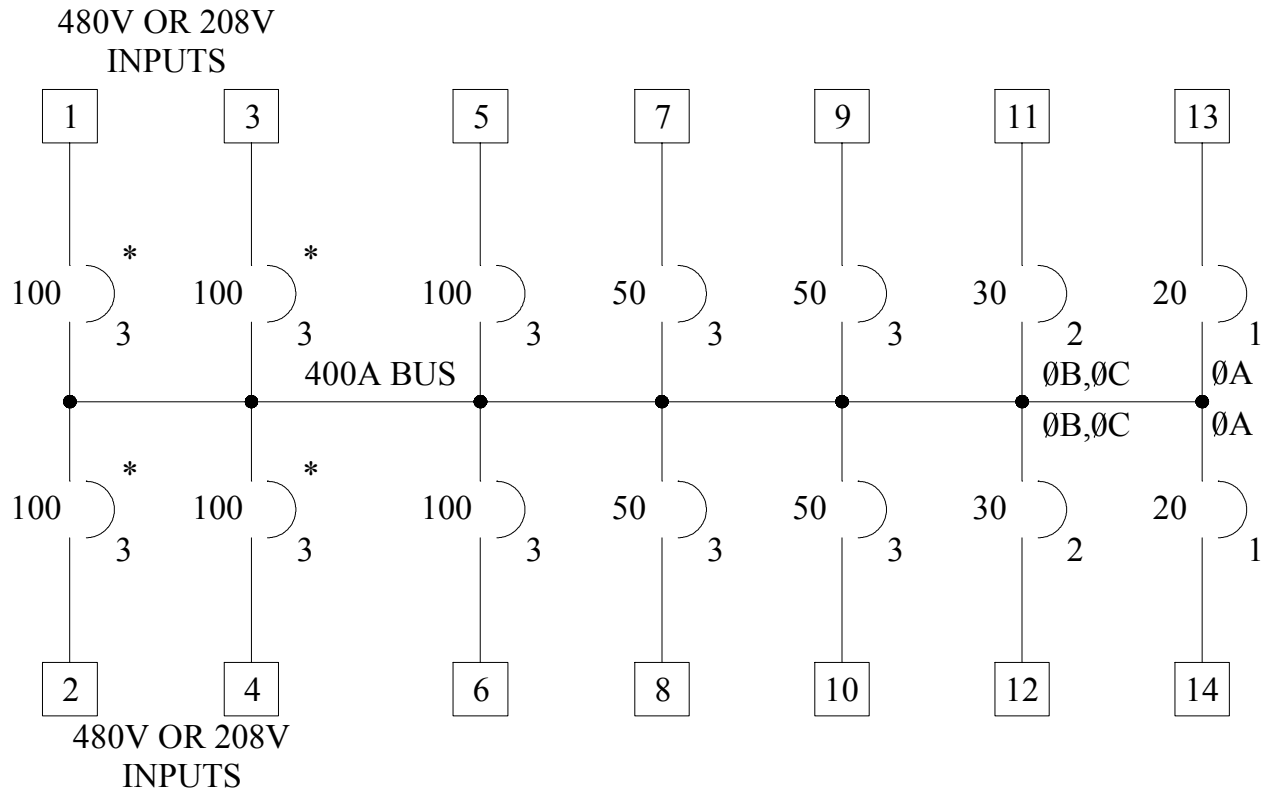 480V OR 208V
INPUTS
1 3 5 7 9 11 13
* *
100 100 100 50 50 30 20
3 3 3 3 3 2 1
400A BUS ØB,ØC ØA
ØB,ØC ØA
* *
100 100 100 50 50 30 20
3 3 3 3 3 2 1
2 4 6 8 10 12 14
480V OR 208V
INPUTS